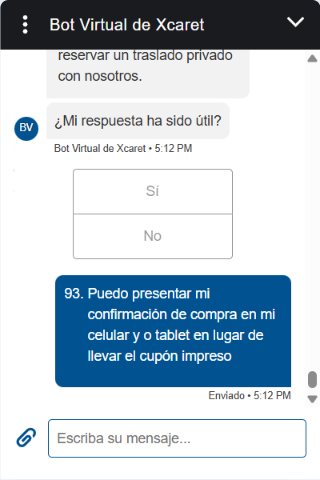 Bot Virtual de Xcaret
reservar un traslado privado
con nosotros.
BV
¿Mi respuesta ha sido útil?
Bot Virtual de Xcaret • 5:12 PM
Sí
No
93. Puedo presentar mi
confirmación de compra en mi
celular y o tablet en lugar de
llevar el cupón impreso
Enviado • 5:12 PM
Escriba su mensaje...